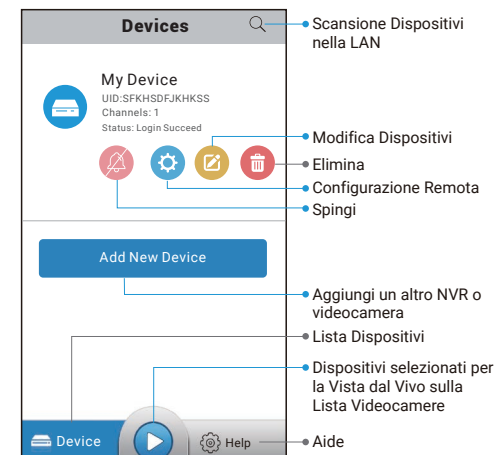 Devices
Scansione Dispositivi
nella LAN
My Device
UID:SFKHSDFJKHKSS
Channels: 1
Status: Login Succeed
Modifica Dispositivi
Elimina
Configurazione Remota
Spingi
Add New Device
Aggiungi un altro NVR o
videocamera
Lista Dispositivi
Dispositivi selezionati per
la Vista dal Vivo sulla
Lista Videocamere
Device
Help
Aide